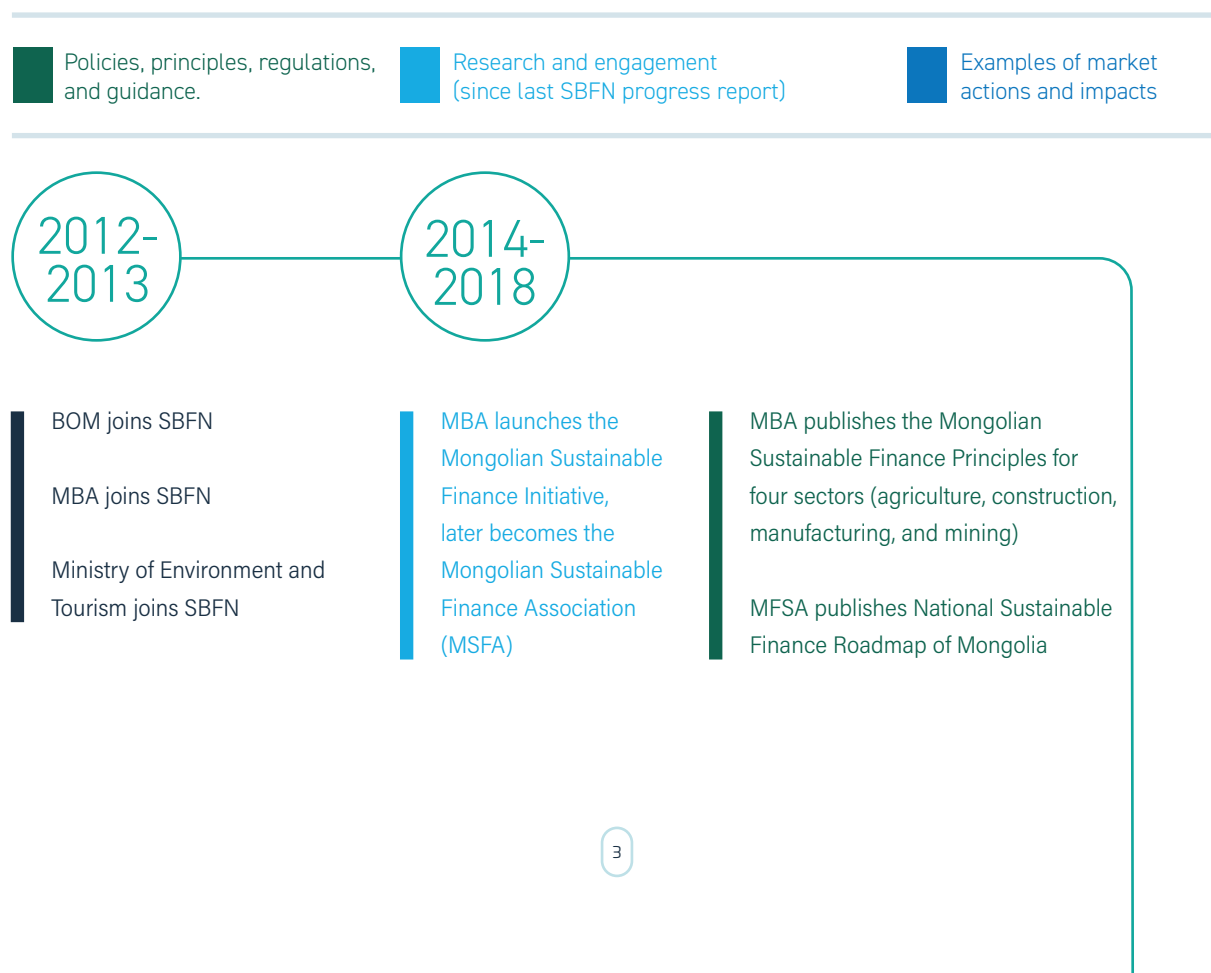 Policies, principles, regulations,
and guidance.
Research and engagement
(since last SBFN progress report)
Examples of market
actions and impacts
2012-
2013
2014-
2018
BOM joins SBFN
MBA joins SBFN
Ministry of Environment and
Tourism joins SBFN
MBA launches the
Mongolian Sustainable
Finance Initiative,
later becomes the
Mongolian Sustainable
Finance Association
(MSFA)
MBA publishes the Mongolian
Sustainable Finance Principles for
four sectors (agriculture, construction,
manufacturing, and mining)
MFSA publishes National Sustainable
Finance Roadmap of Mongolia
3